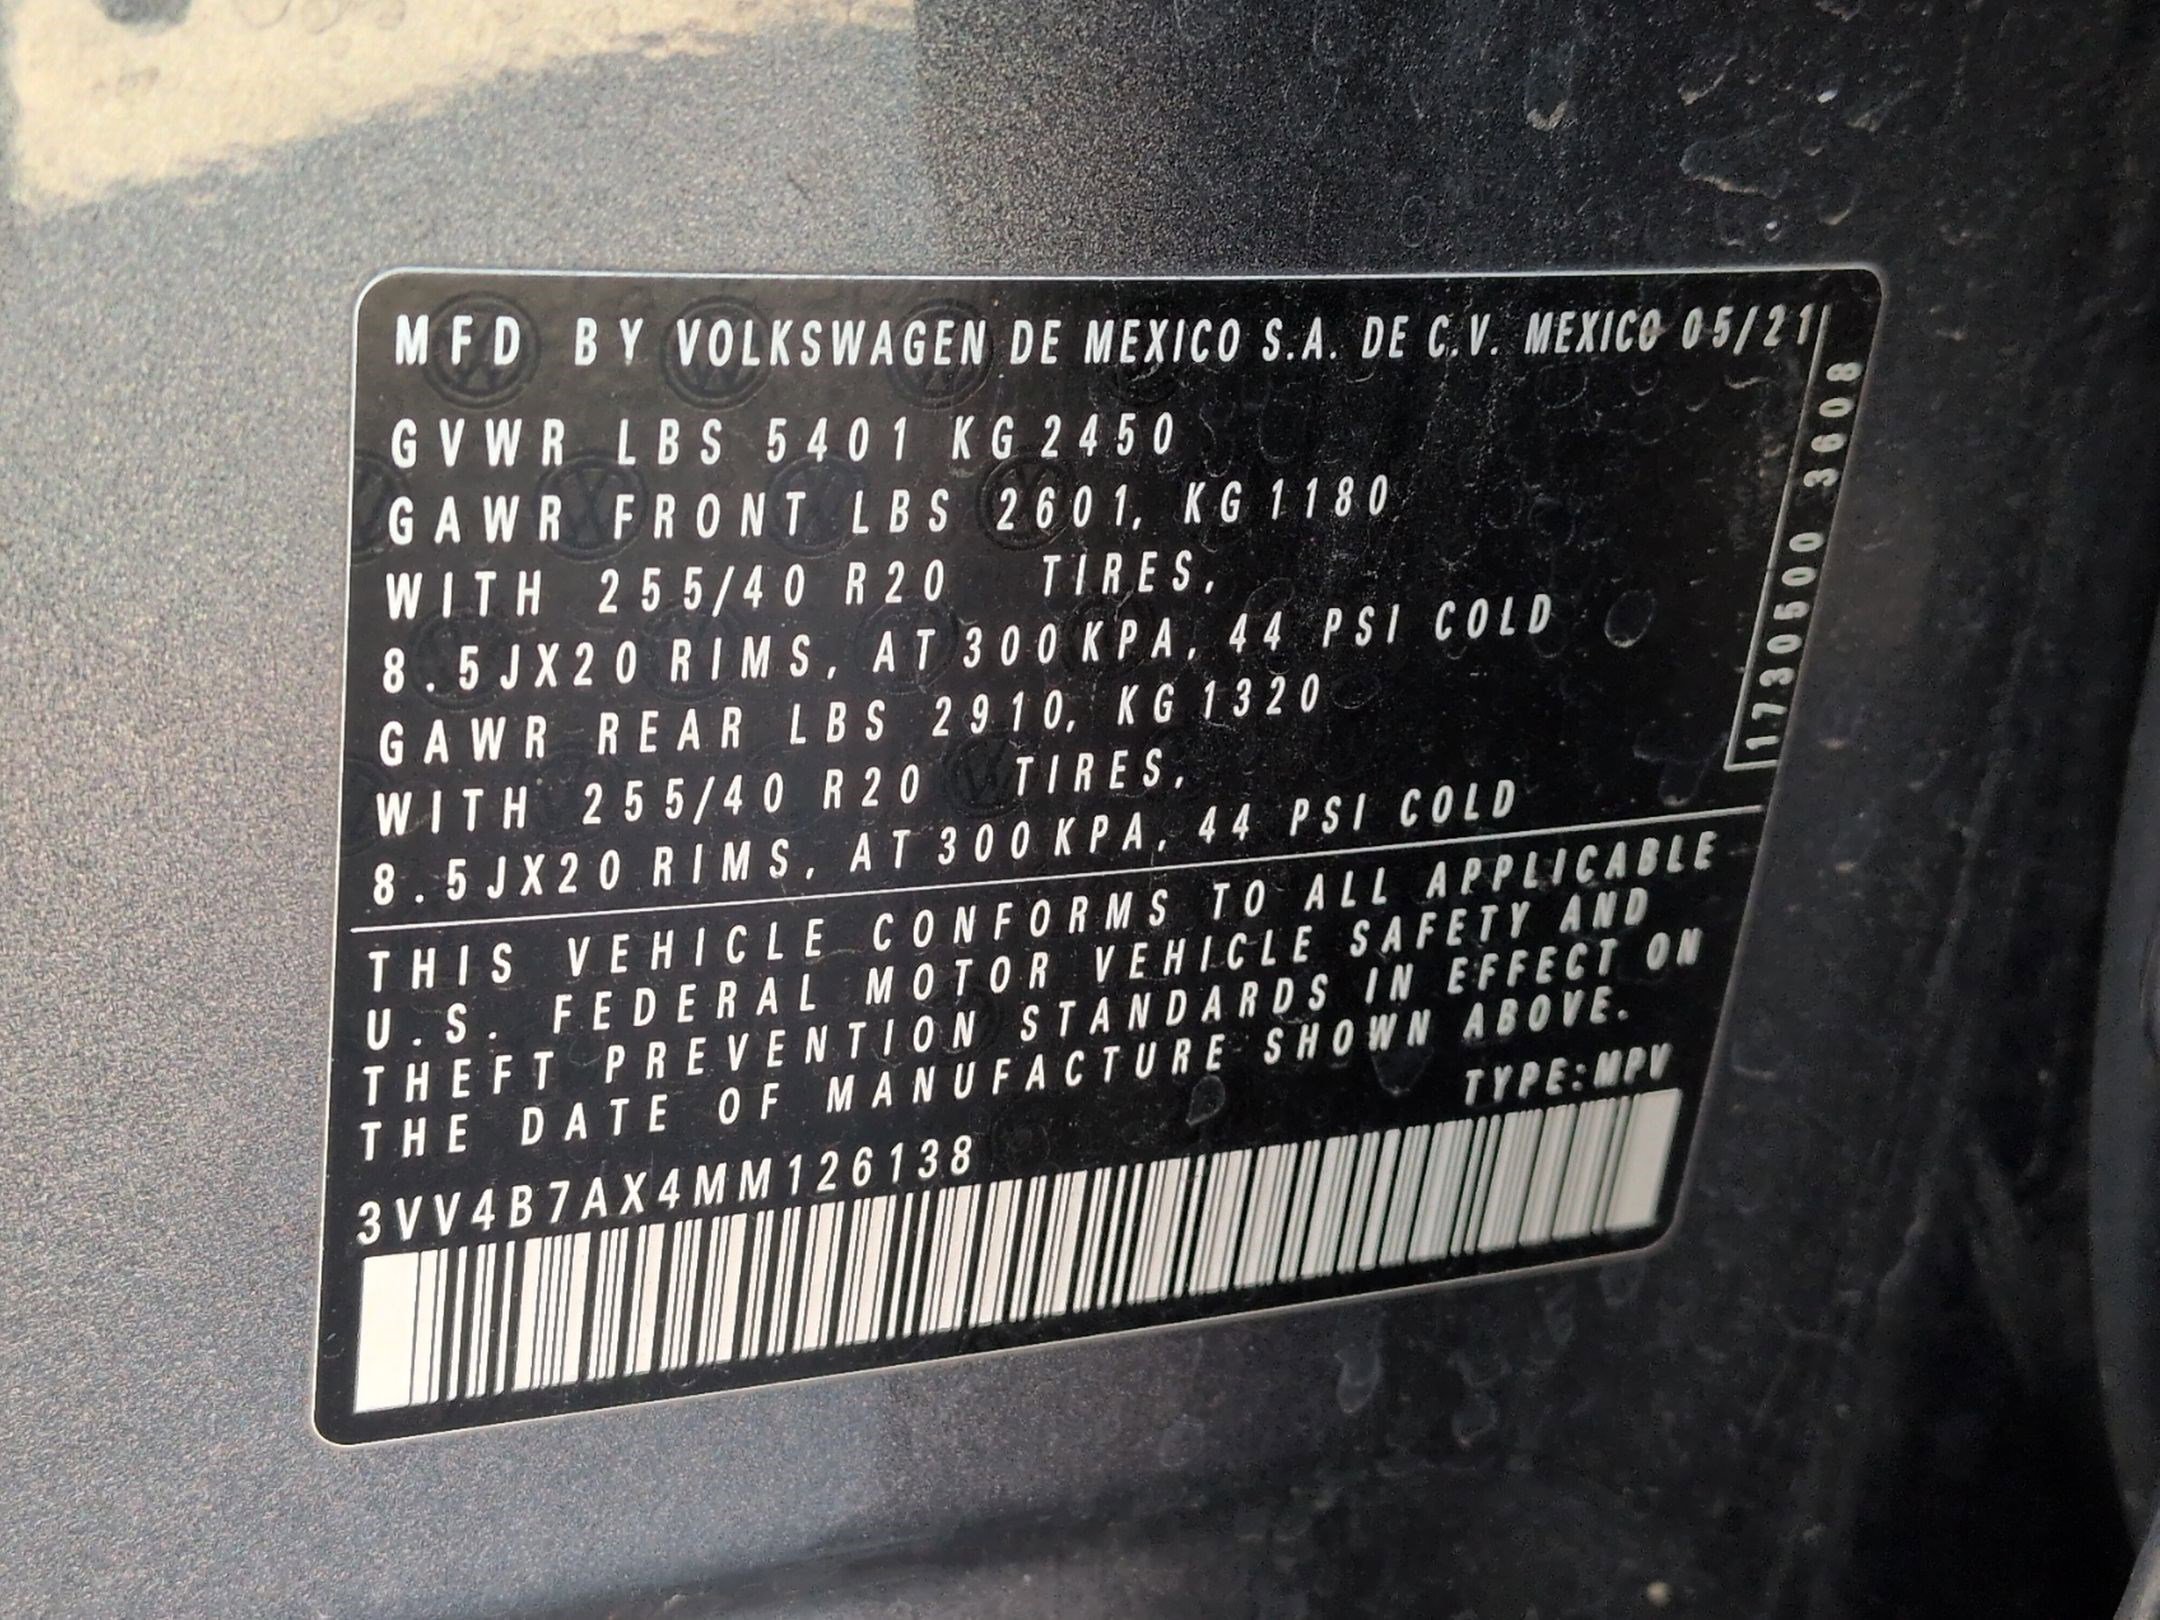 MFD BY VOLKSWAGEN DE MEXICO S.A. DE C.V. MEXICO 05/21
GVWR LBS 5401 KG 2450
GAWR FRONT LBS 2601, KG 1180
WITH 255/40 R20 TIRES,
8.5JX20 RIMS, AT 300 KPA, 44 PSI COLD
GAWR REAR LBS 2910, KG 1320
WITH 255/40 R20 TIRES,
8.5JX20 RIMS, AT 300 KPA, 44 PSI COLD
1730500 3608
THIS VEHICLE CONFORMS TO ALL APPLICABLE
U.S. FEDERAL MOTOR VEHICLE SAFETY AND
THEFT PREVENTION STANDARDS IN EFFECT ON
THE DATE OF MANUFACTURE SHOWN ABOVE.
TYPE:MPV
3VV4B7AX4MM126138